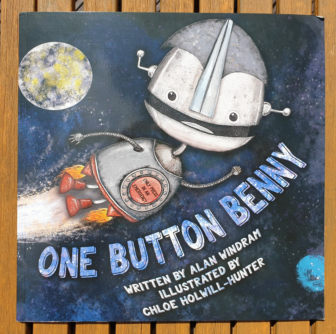 ONE BUTTON BENNY
WRITTEN BY ALAN WINDRAM
ILLUSTRATED BY
CHLOE HOLWILL-HUNTER